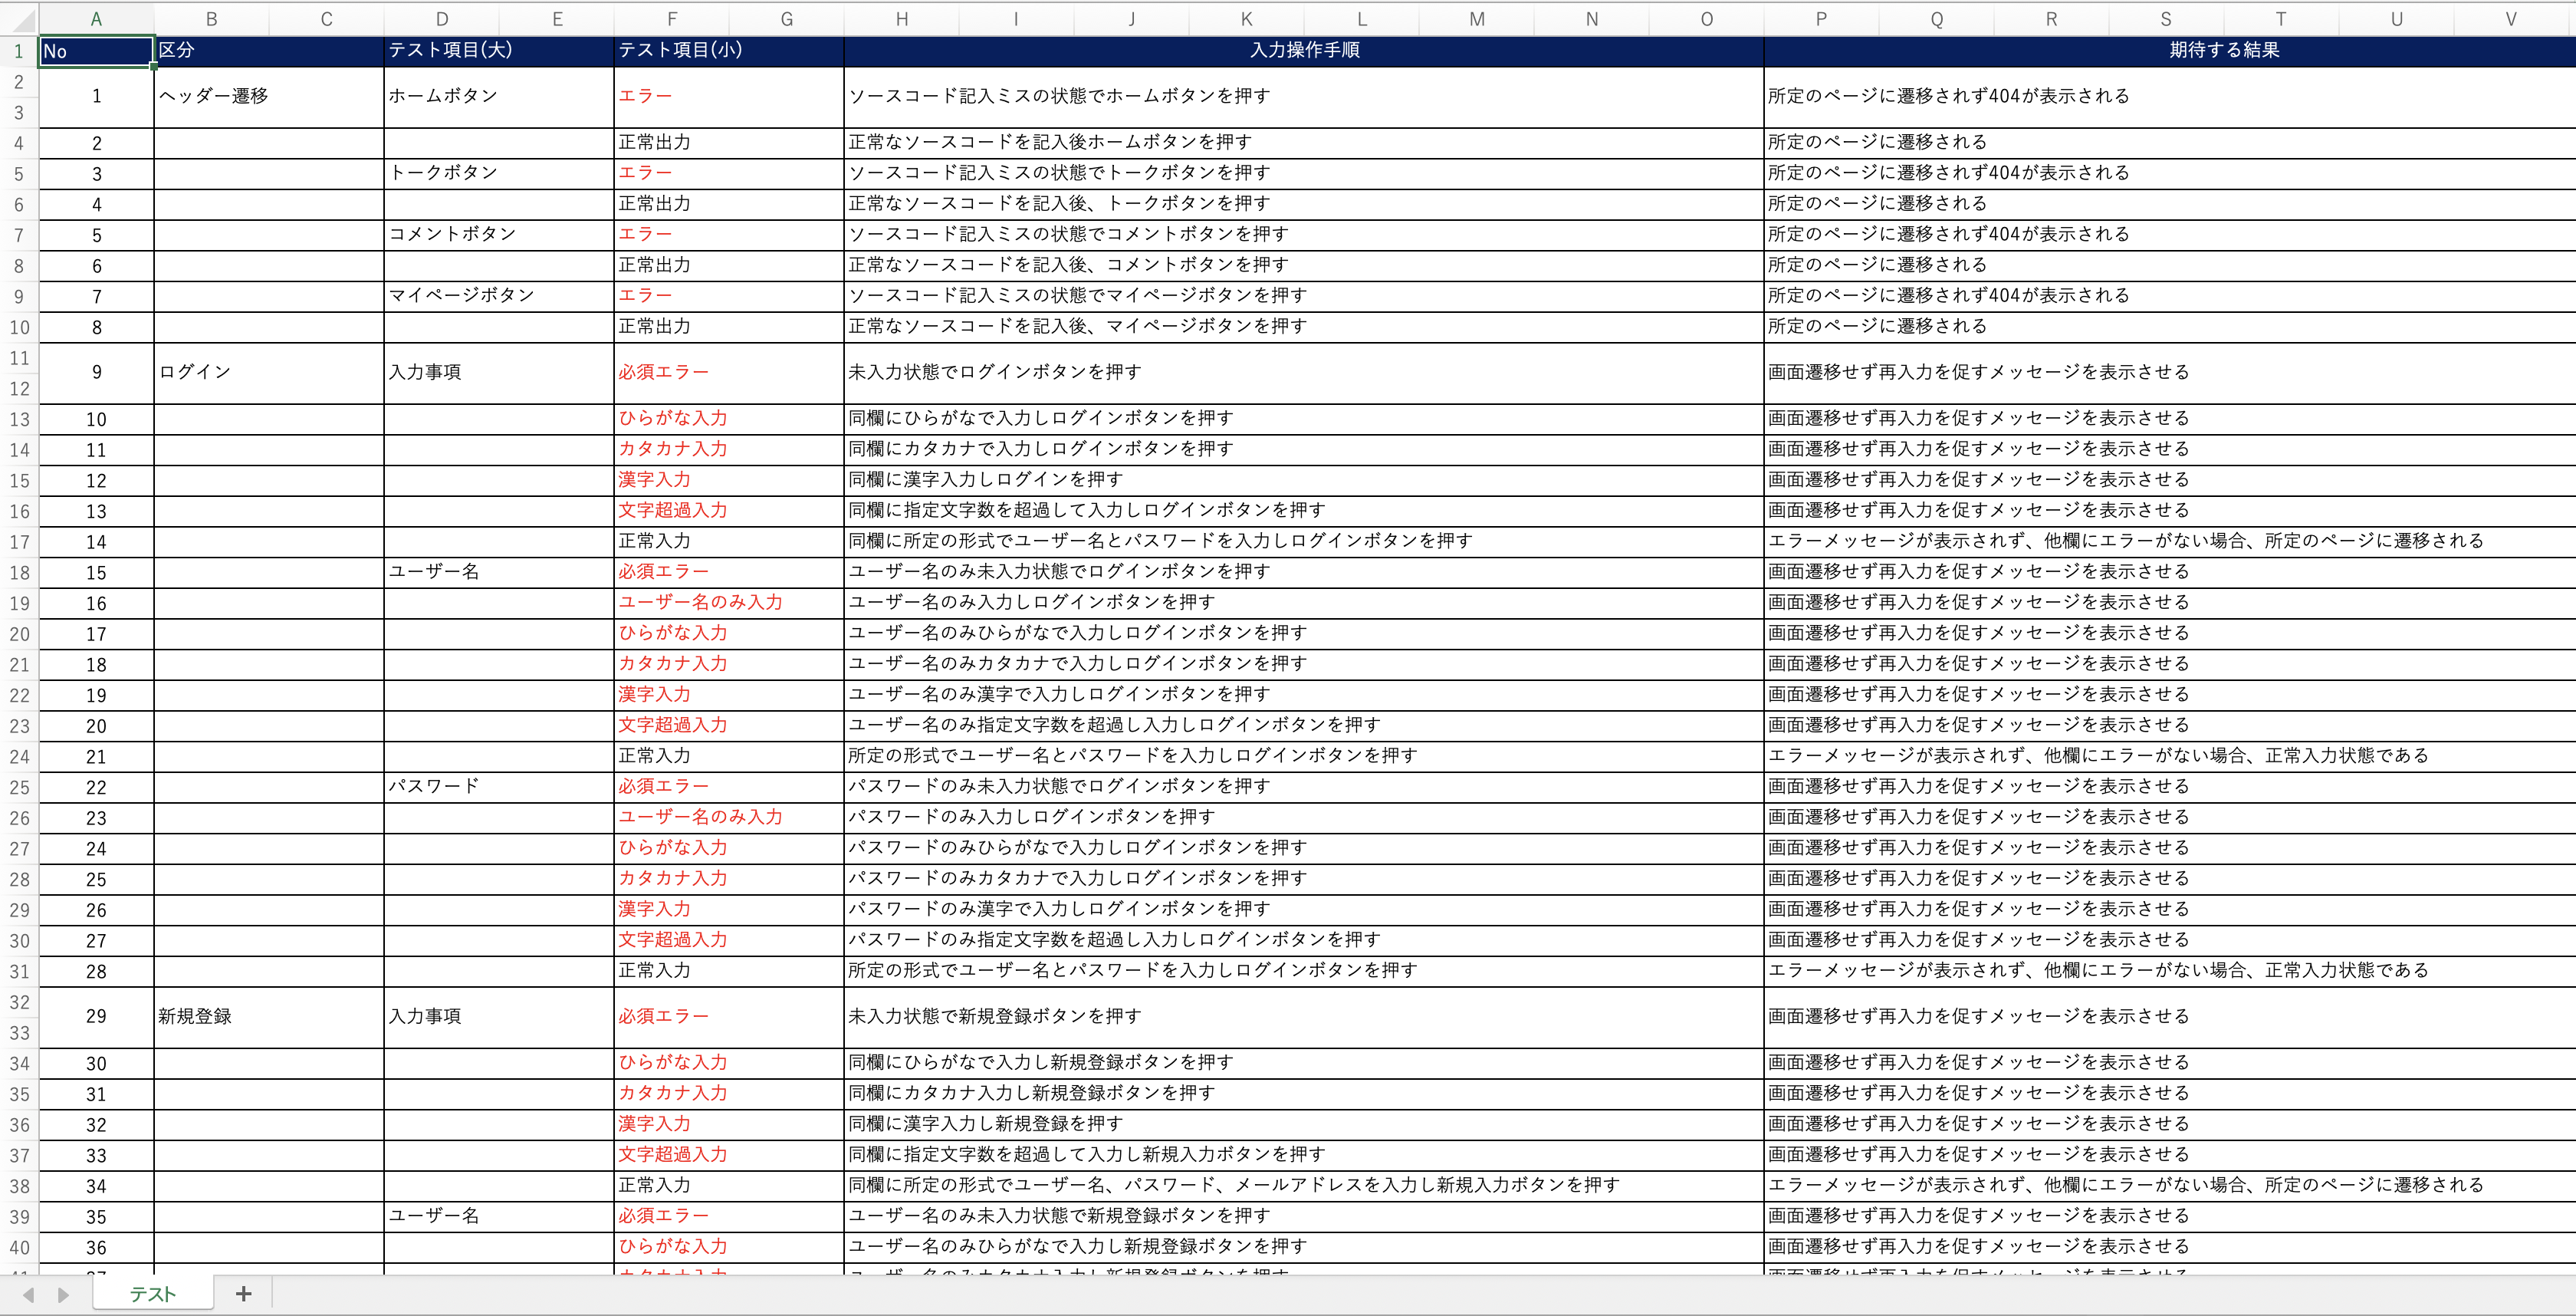 A B C D E F G H I J K L M N O P Q R S T U V
1 No 区分 テスト項目(大) テスト項目(小) 入力操作手順 期待する結果
2
1 ヘッダー遷移 ホームボタン エラー ソースコード記入ミスの状態でホームボタンを押す 所定のページに遷移されず404が表示される
3
4 2 正常出力 正常なソースコードを記入後ホームボタンを押す 所定のページに遷移される
5 3 トークボタン エラー ソースコード記入ミスの状態でトークボタンを押す 所定のページに遷移されず404が表示される
6 4 正常出力 正常なソースコードを記入後、トークボタンを押す 所定のページに遷移される
7 5 コメントボタン エラー ソースコード記入ミスの状態でコメントボタンを押す 所定のページに遷移されず404が表示される
8 6 正常出力 正常なソースコードを記入後、コメントボタンを押す 所定のページに遷移される
9 7 マイページボタン エラー ソースコード記入ミスの状態でマイページボタンを押す 所定のページに遷移されず404が表示される
10 8 正常出力 正常なソースコードを記入後、マイページボタンを押す 所定のページに遷移される
11
9 ログイン 入力事項 必須エラー 未入力状態でログインボタンを押す 画面遷移せず再入力を促すメッセージを表示させる
12
13 10 ひらがな入力 同欄にひらがなで入力しログインボタンを押す 画面遷移せず再入力を促すメッセージを表示させる
14 11 カタカナ入力 同欄にカタカナで入力しログインボタンを押す 画面遷移せず再入力を促すメッセージを表示させる
15 12 漢字入力 同欄に漢字入力しログインを押す 画面遷移せず再入力を促すメッセージを表示させる
16 13 文字超過入力 同欄に指定文字数を超過して入力しログインボタンを押す 画面遷移せず再入力を促すメッセージを表示させる
17 14 正常入力 同欄に所定の形式でユーザー名とパスワードを入力しログインボタンを押す エラーメッセージが表示されず、他欄にエラーがない場合、所定のページに遷移される
18 15 ユーザー名 必須エラー ユーザー名のみ未入力状態でログインボタンを押す 画面遷移せず再入力を促すメッセージを表示させる
19 16 ユーザー名のみ入力 ユーザー名のみ入力しログインボタンを押す 画面遷移せず再入力を促すメッセージを表示させる
20 17 ひらがな入力 ユーザー名のみひらがなで入力しログインボタンを押す 画面遷移せず再入力を促すメッセージを表示させる
21 18 カタカナ入力 ユーザー名のみカタカナで入力しログインボタンを押す 画面遷移せず再入力を促すメッセージを表示させる
22 19 漢字入力 ユーザー名のみ漢字で入力しログインボタンを押す 画面遷移せず再入力を促すメッセージを表示させる
23 20 文字超過入力 ユーザー名のみ指定文字数を超過し入力しログインボタンを押す 画面遷移せず再入力を促すメッセージを表示させる
24 21 正常入力 所定の形式でユーザー名とパスワードを入力しログインボタンを押す エラーメッセージが表示されず、他欄にエラーがない場合、正常入力状態である
25 22 パスワード 必須エラー パスワードのみ未入力状態でログインボタンを押す 画面遷移せず再入力を促すメッセージを表示させる
26 23 ユーザー名のみ入力 パスワードのみ入力しログインボタンを押す 画面遷移せず再入力を促すメッセージを表示させる
27 24 ひらがな入力 パスワードのみひらがなで入力しログインボタンを押す 画面遷移せず再入力を促すメッセージを表示させる
28 25 カタカナ入力 パスワードのみカタカナで入力しログインボタンを押す 画面遷移せず再入力を促すメッセージを表示させる
29 26 漢字入力 パスワードのみ漢字で入力しログインボタンを押す 画面遷移せず再入力を促すメッセージを表示させる
30 27 文字超過入力 パスワードのみ指定文字数を超過し入力しログインボタンを押す 画面遷移せず再入力を促すメッセージを表示させる
31 28 正常入力 所定の形式でユーザー名とパスワードを入力しログインボタンを押す エラーメッセージが表示されず、他欄にエラーがない場合、正常入力状態である
32
29 新規登録 入力事項 必須エラー 未入力状態で新規登録ボタンを押す 画面遷移せず再入力を促すメッセージを表示させる
33
34 30 ひらがな入力 同欄にひらがなで入力し新規登録ボタンを押す 画面遷移せず再入力を促すメッセージを表示させる
35 31 カタカナ入力 同欄にカタカナ入力し新規登録ボタンを押す 画面遷移せず再入力を促すメッセージを表示させる
36 32 漢字入力 同欄に漢字入力し新規登録を押す 画面遷移せず再入力を促すメッセージを表示させる
37 33 文字超過入力 同欄に指定文字数を超過して入力し新規入力ボタンを押す 画面遷移せず再入力を促すメッセージを表示させる
38 34 正常入力 同欄に所定の形式でユーザー名、パスワード、メールアドレスを入力し新規入力ボタンを押す エラーメッセージが表示されず、他欄にエラーがない場合、所定のページに遷移される
39 35 ユーザー名 必須エラー ユーザー名のみ未入力状態で新規登録ボタンを押す 画面遷移せず再入力を促すメッセージを表示させる
40 36 ひらがな入力 ユーザー名のみひらがなで入力し新規登録ボタンを押す 画面遷移せず再入力を促すメッセージを表示させる
テスト +